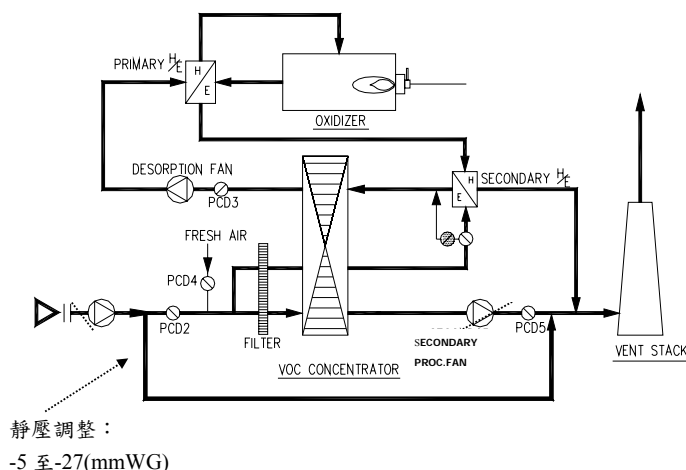 PRIMARY H/E
H
E
OXIDIZER
DESORPTION FAN
PCD3
H
E
SECONDARY H/E
FRESH AIR
PCD4
PCD2
FILTER
VOC CONCENTRATOR
SECONDARY
PROC.FAN
PCD5
VENT STACK
靜壓調整：
-5 至-27(mmWG)